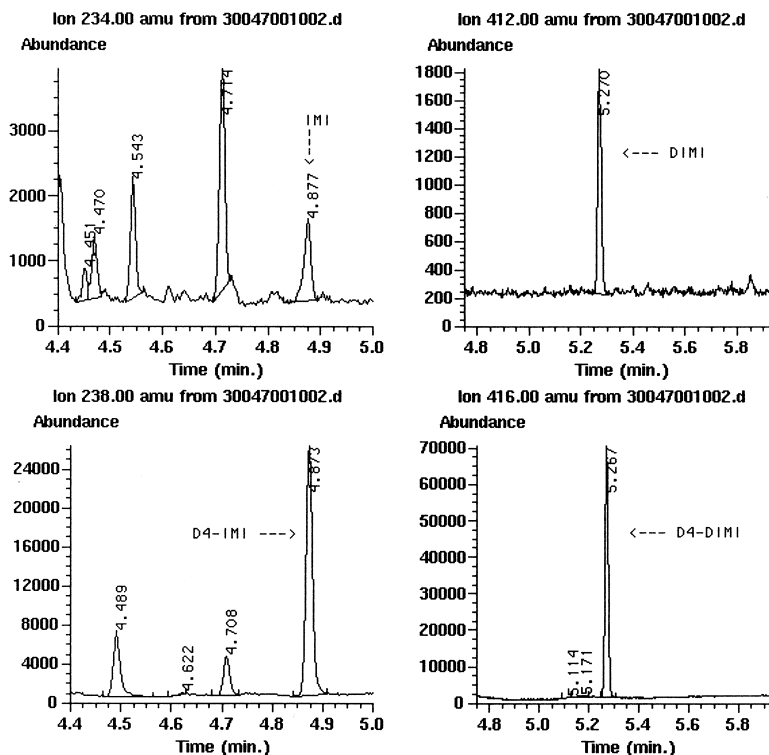 Ion 234.00 amu from 30047001002.d
Abundance
3000
2000
1000
0
4.451
4.470
4.543
4.714
IMI
<---
4.877
4.4 4.5 4.6 4.7 4.8 4.9 5.0
Time (min.)
Ion 412.00 amu from 30047001002.d
Abundance
1800
1600
1400
1200
1000
800
600
400
200
0
5.270
<--- DIMI
4.8 5.0 5.2 5.4 5.6 5.8
Time (min.)
Ion 238.00 amu from 30047001002.d
Abundance
24000
20000
16000
12000
8000
4000
0
4.489
4.622
4.708
D4-IMI --->
4.873
4.4 4.5 4.6 4.7 4.8 4.9 5.0
Time (min.)
Ion 416.00 amu from 30047001002.d
Abundance
70000
60000
50000
40000
30000
20000
10000
0
5.114
5.171
5.267
<--- D4-DIMI
4.8 5.0 5.2 5.4 5.6 5.8
Time (min.)